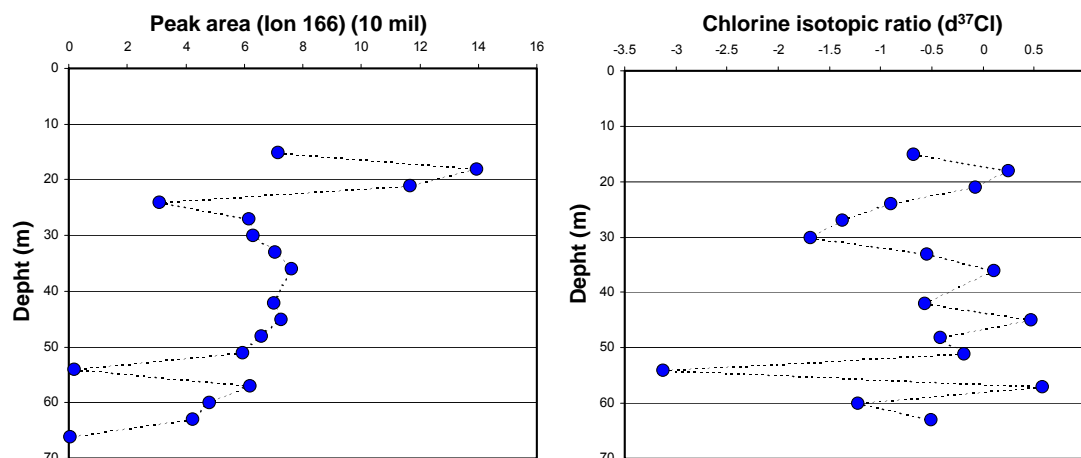 Peak area (Ion 166) (10 mil)
0 2 4 6 8 10 12 14 16
0
10
20
30
40
50
60
70
Depht (m)
Chlorine isotopic ratio (d³⁷Cl)
-3.5 -3 -2.5 -2 -1.5 -1 -0.5 0 0.5
0
10
20
30
40
50
60
70
Depht (m)